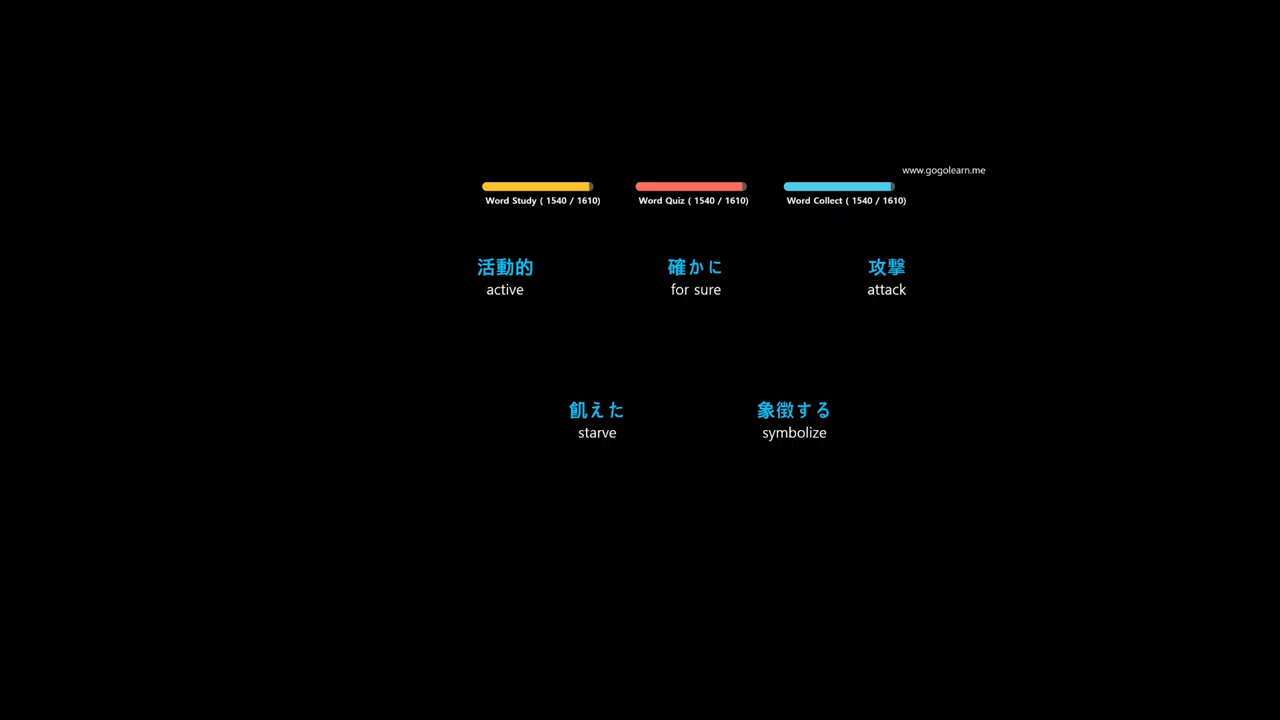 www.gogolearn.me
Word Study ( 1540 / 1610)
Word Quiz ( 1540 / 1610)
Word Collect ( 1540 / 1610)
活動的
active
確かに
for sure
攻撃
attack
飢えた
starve
象徴する
symbolize